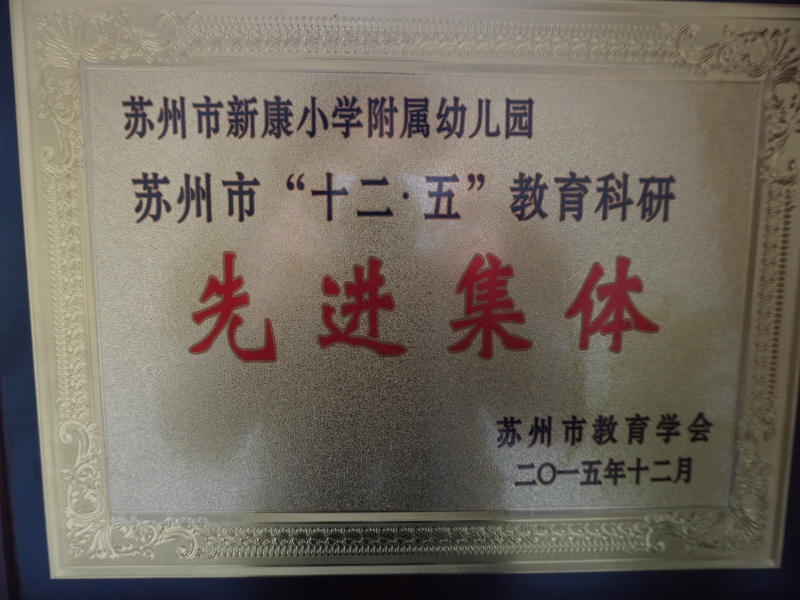 苏州市新康小学附属幼儿园
苏州市“十二·五”教育科研
先进集体
苏州市教育学会
二〇一五年十二月